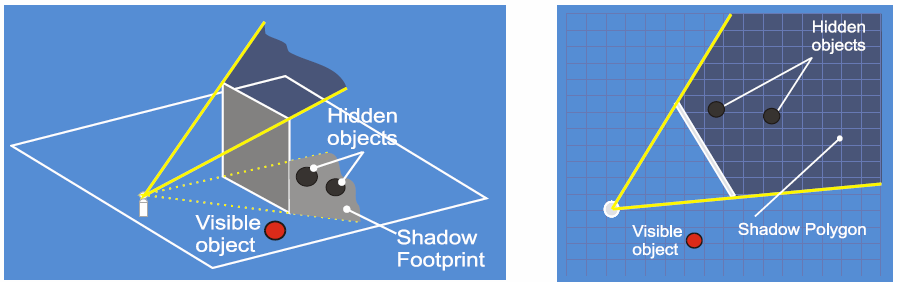 Hidden
objects
Visible
object
Shadow
Footprint
Hidden
objects
Visible
object
Shadow Polygon